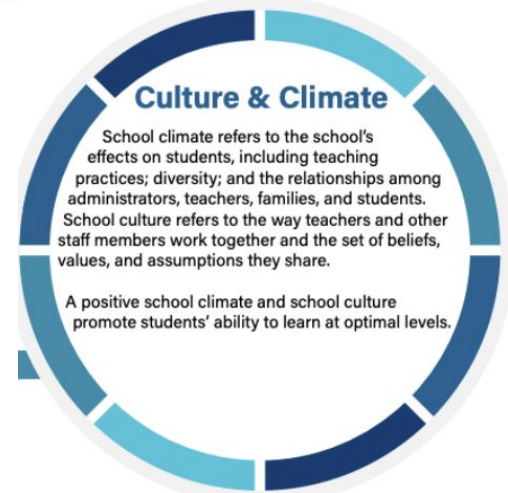 Culture & Climate
School climate refers to the school's
effects on students, including teaching
practices; diversity; and the relationships among
administrators, teachers, families, and students.
School culture refers to the way teachers and other
staff members work together and the set of beliefs,
values, and assumptions they share.
A positive school climate and school culture
promote students' ability to learn at optimal levels.